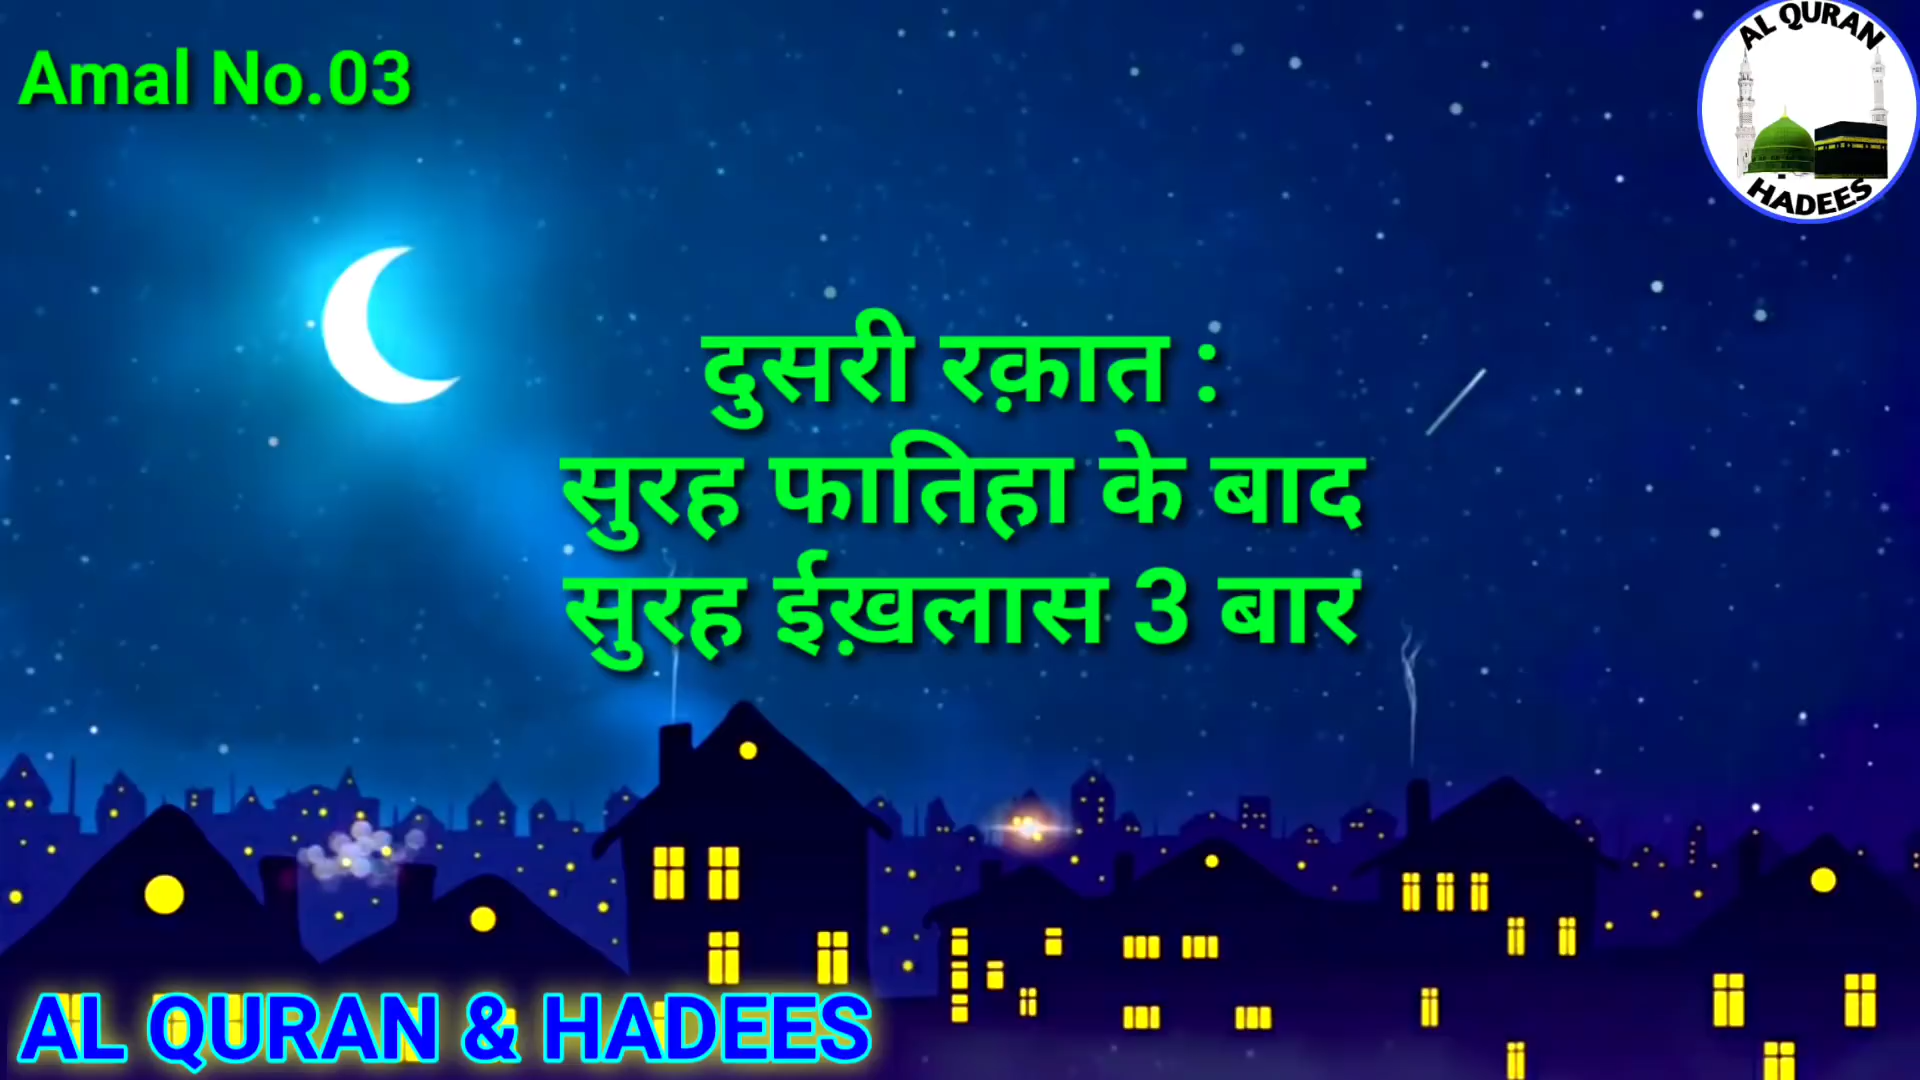 Amal No.03
AL QURAN
HADEES
दुसरी रक़ात :
सुरह फातिहा के बाद
सुरह ईख़लास 3 बार
AL QURAN & HADEES